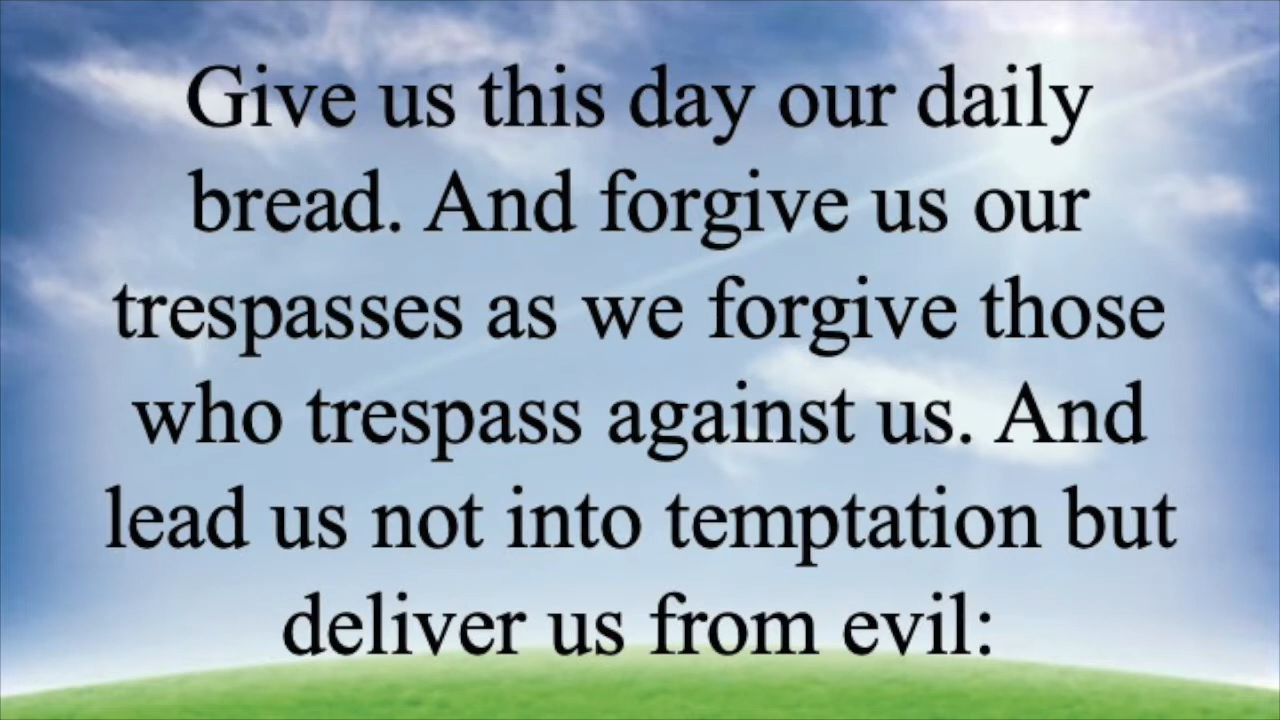 Give us this day our daily
bread. And forgive us our
trespasses as we forgive those
who trespass against us. And
lead us not into temptation but
deliver us from evil: